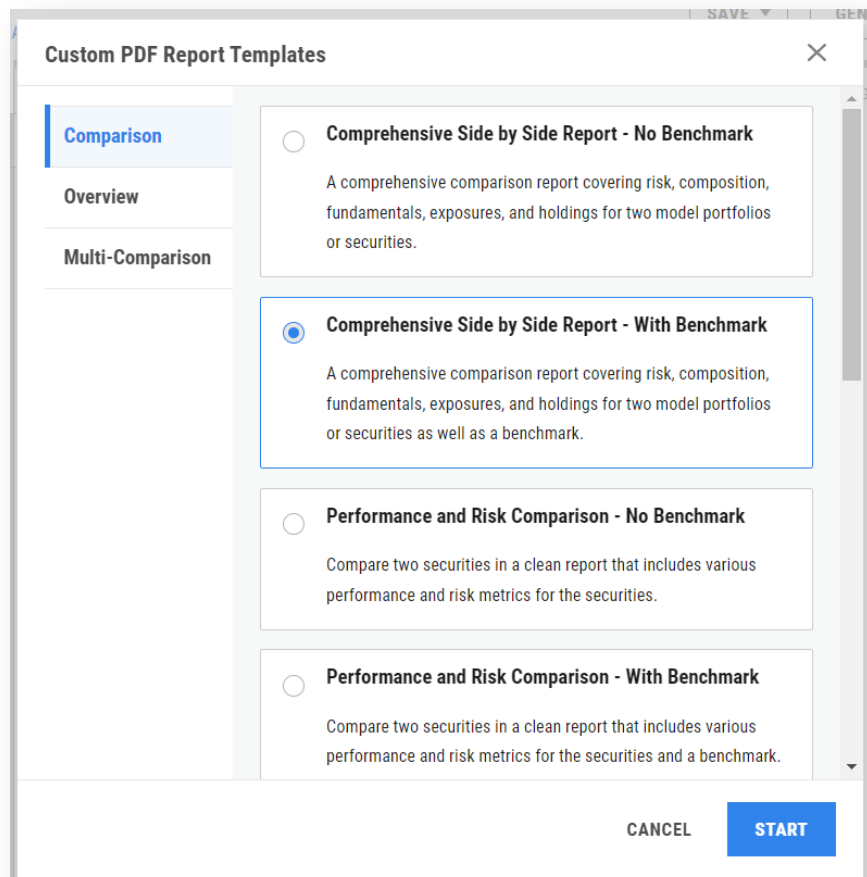 SAVE
GEN
Custom PDF Report Templates
Comparison
Overview
Multi-Comparison
Comprehensive Side by Side Report - No Benchmark
A comprehensive comparison report covering risk, composition,
fundamentals, exposures, and holdings for two model portfolios
or securities.
Comprehensive Side by Side Report - With Benchmark
A comprehensive comparison report covering risk, composition,
fundamentals, exposures, and holdings for two model portfolios
or securities as well as a benchmark.
Performance and Risk Comparison - No Benchmark
Compare two securities in a clean report that includes various
performance and risk metrics for the securities.
Performance and Risk Comparison - With Benchmark
Compare two securities in a clean report that includes various
performance and risk metrics for the securities and a benchmark.
CANCEL
START